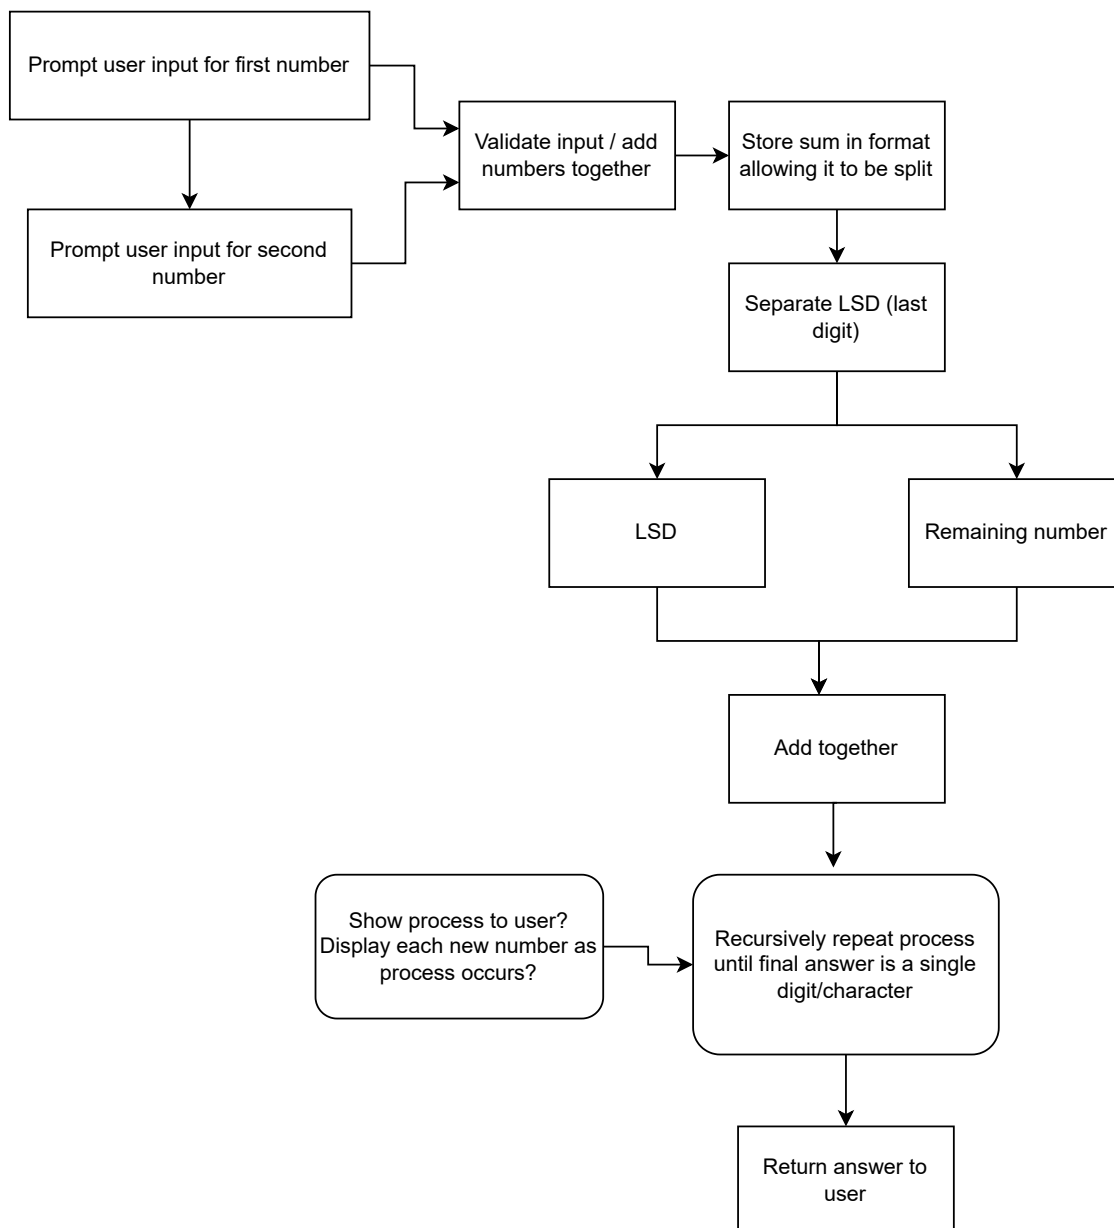 Prompt user input for first number
Validate input / add
numbers together
Store sum in format
allowing it to be split
Prompt user input for second
number
Separate LSD (last
digit)
LSD
Remaining number
Add together
Show process to user?
Display each new number as
process occurs?
Recursively repeat process
until final answer is a single
digit/character
Return answer to
user